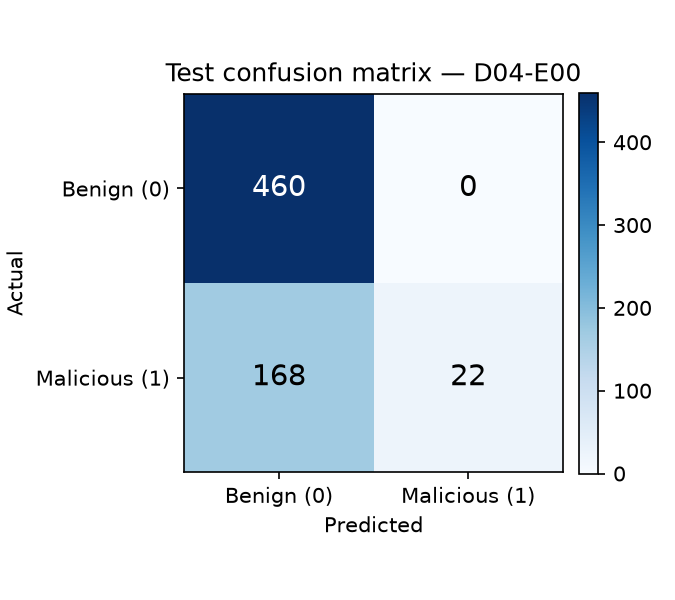 Test confusion matrix — D04-E00
Actual
Benign (0)
460
0
Malicious (1)
168
22
Benign (0)
Malicious (1)
Predicted
400
300
200
100
0